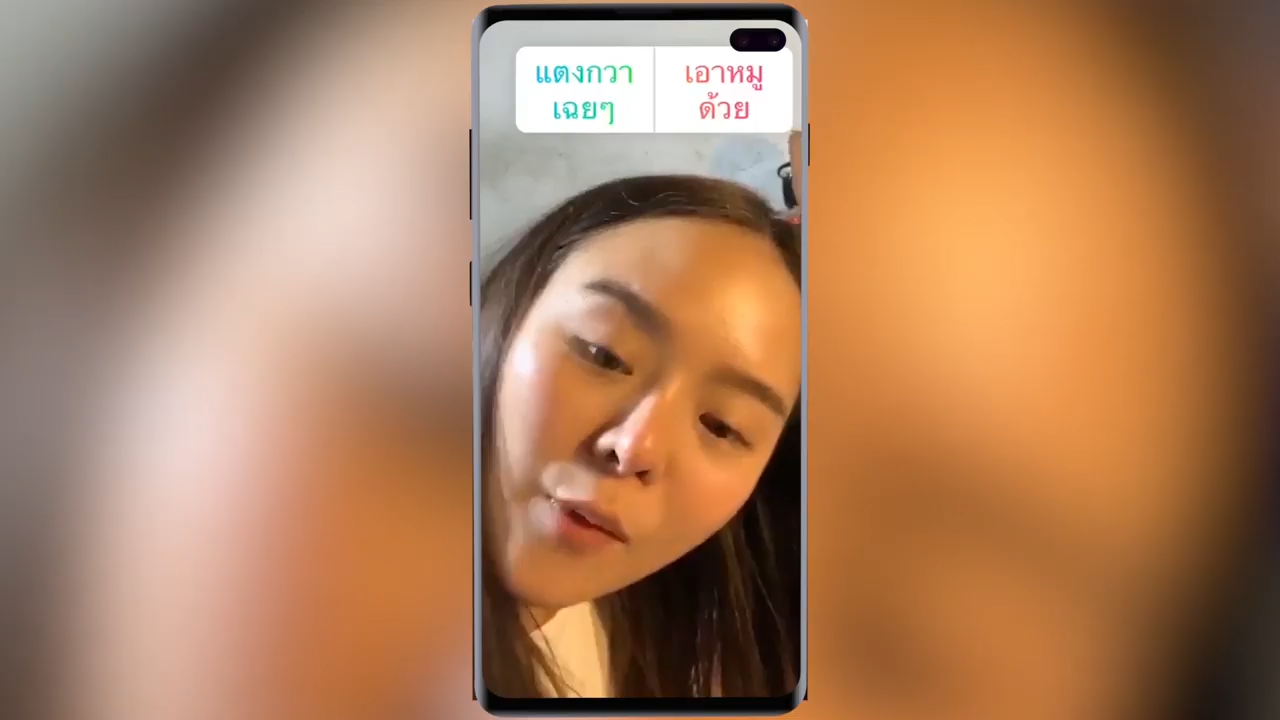 แตงกวา
เฉยๆ
เอาหมู
ด้วย